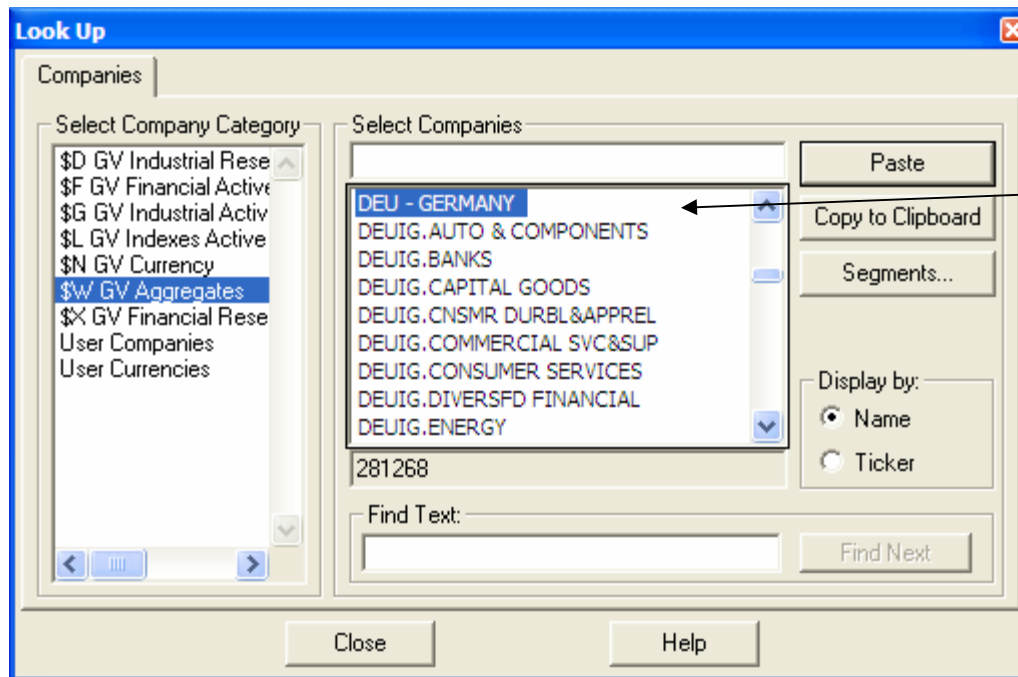 Look Up
Companies
Select Company Category
$D GV Industrial Rese
$F GV Financial Active
$G GV Industrial Activ
$L GV Indexes Active
$N GV Currency
$W GV Aggregates
$X GV Financial Rese
User Companies
User Currencies
Select Companies
DEU - GERMANY
DEUIG.AUTO & COMPONENTS
DEUIG.BANKS
DEUIG.CAPITAL GOODS
DEUIG.CNSMR DURBL&APPREL
DEUIG.COMMERCIAL SVC&SUP
DEUIG.CONSUMER SERVICES
DEUIG.DIVERSFD FINANCIAL
DEUIG.ENERGY
281268
Find Text:
Find Next
Paste
Copy to Clipboard
Segments...
Display by:
Name
Ticker
Close
Help